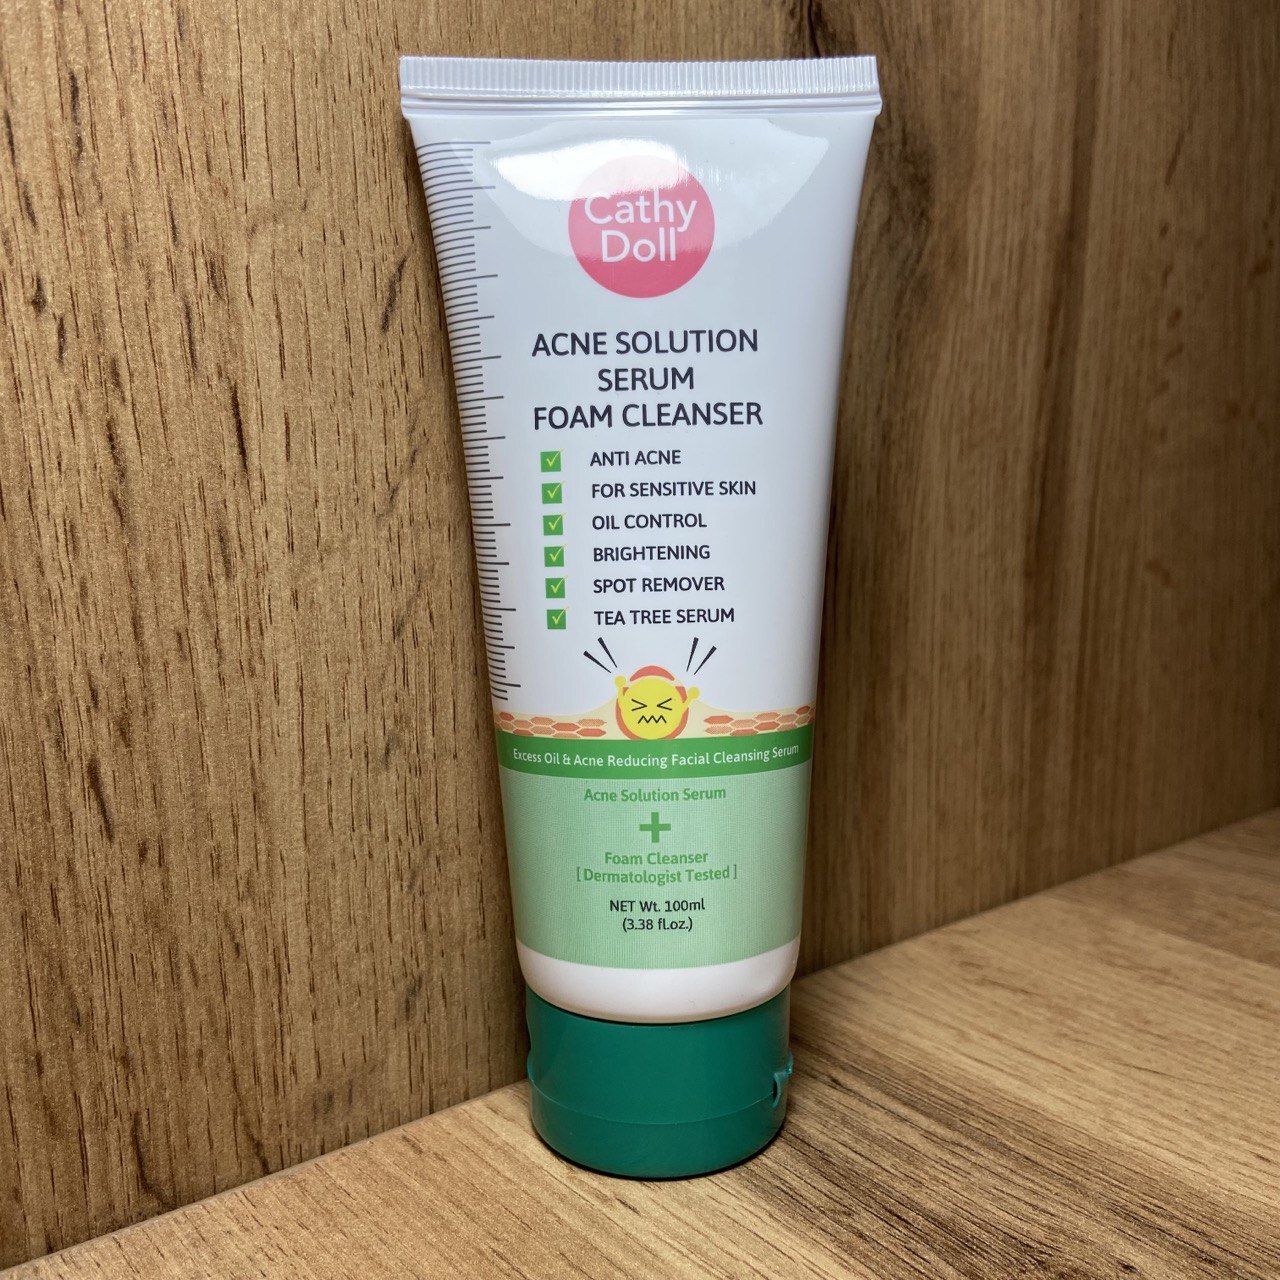 Cathy
Doll
ACNE SOLUTION
SERUM
FOAM CLEANSER
ANTI ACNE
FOR SENSITIVE SKIN
OIL CONTROL
BRIGHTENING
SPOT REMOVER
TEA TREE SERUM
Excess Oil & Acne Reducing Facial Cleansing Serum
Acne Solution Serum
+
Foam Cleanser
[ Dermatologist Tested ]
NET Wt. 100ml
(3.38 fl.oz.)